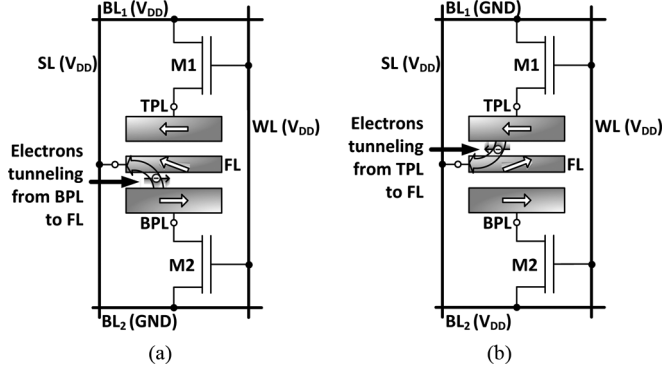 BL₁ (V_DD)
SL (V_DD)
M1
TPL
WL (V_DD)
Electrons
tunneling
from BPL
to FL
FL
BPL
M2
BL₂ (GND)
(a)
BL₁ (GND)
SL (V_DD)
M1
TPL
WL (V_DD)
Electrons
tunneling
from TPL
to FL
FL
BPL
M2
BL₂ (V_DD)
(b)